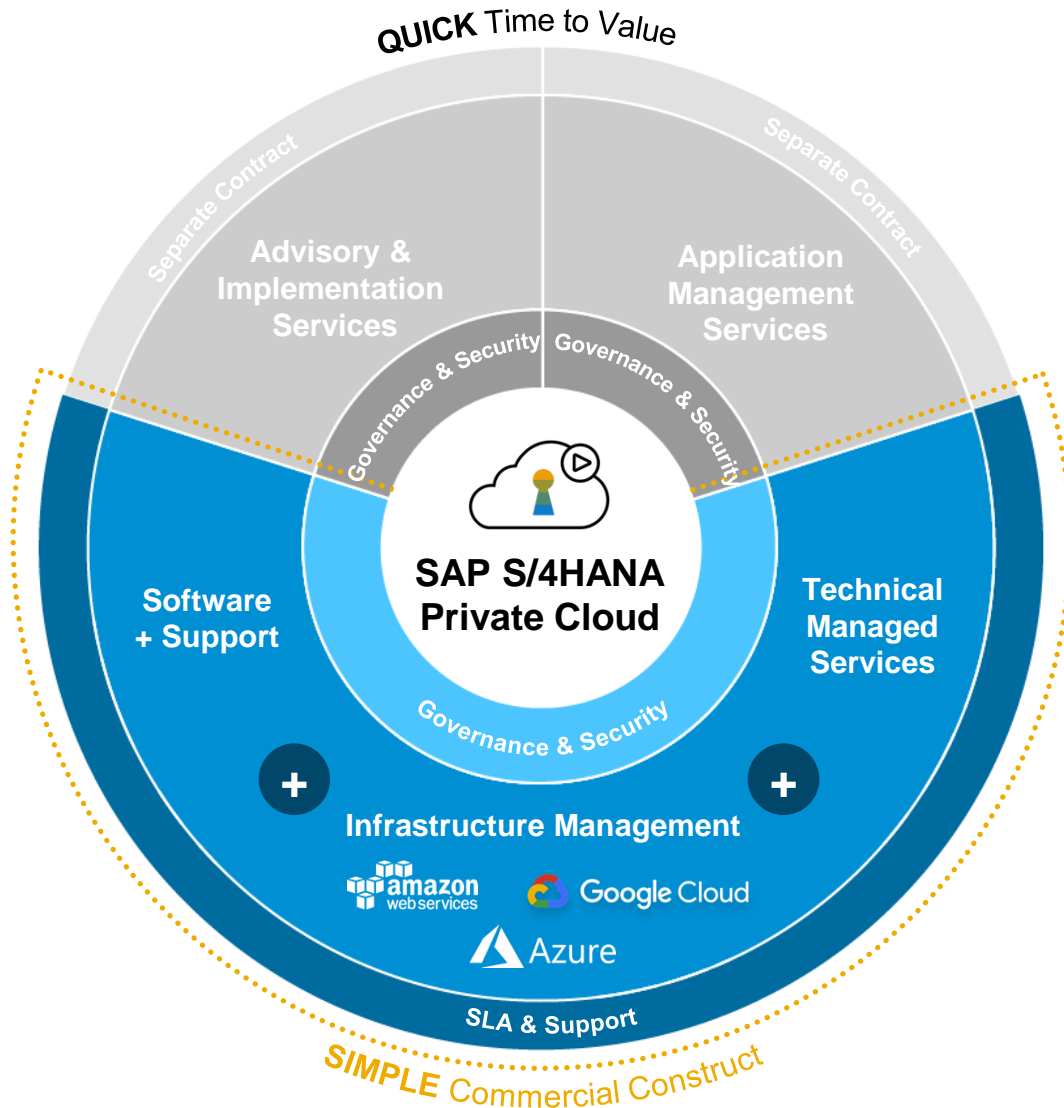 QUICK Time to Value
Separate Contract
Separate Contract
Advisory &
Implementation
Services
Application
Management
Services
Governance & Security
Governance & Security
SAP S/4HANA
Private Cloud
Software
+ Support
Technical
Managed
Services
Governance & Security
+
+
Infrastructure Management
amazon
webservices
Google Cloud
Azure
SLA & Support
SIMPLE Commercial Construct